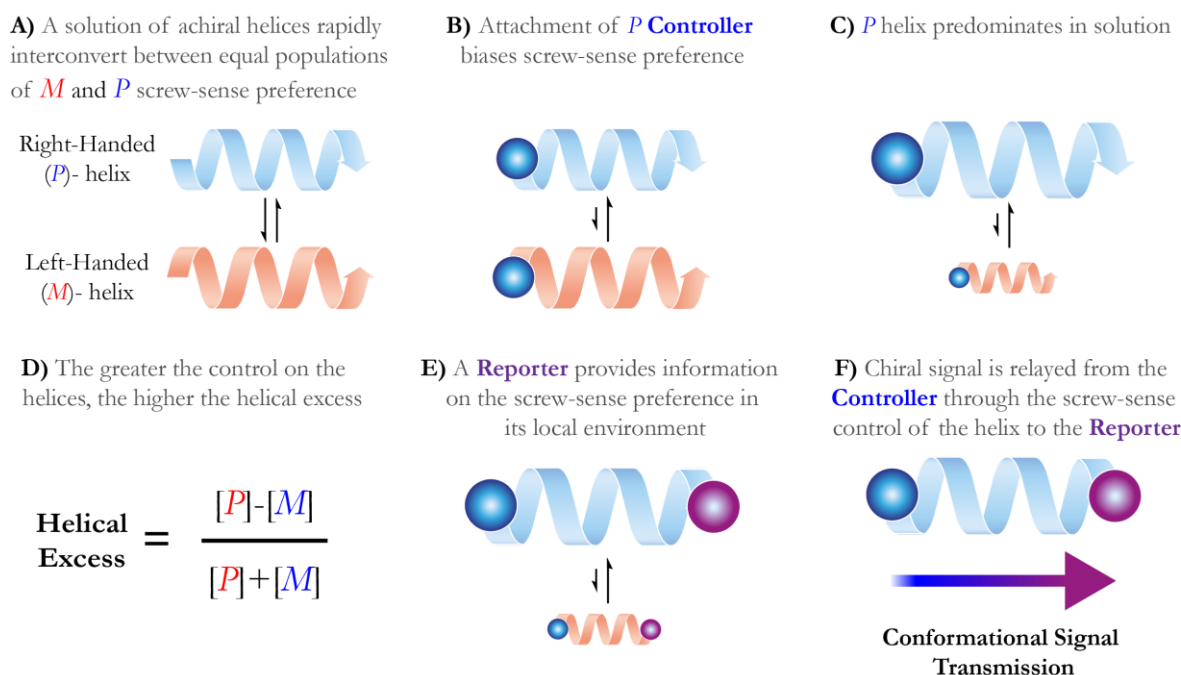 A) A solution of achiral helices rapidly
interconvert between equal populations
of M and P screw-sense preference
Right-Handed
(P)- helix
Left-Handed
(M)- helix
B) Attachment of P Controller
biases screw-sense preference
C) P helix predominates in solution
D) The greater the control on the
helices, the higher the helical excess
Helical
Excess
=
[P]-[M]
[P]+[M]
E) A Reporter provides information
on the screw-sense preference in
its local environment
F) Chiral signal is relayed from the
Controller through the screw-sense
control of the helix to the Reporter
Conformational Signal
Transmission